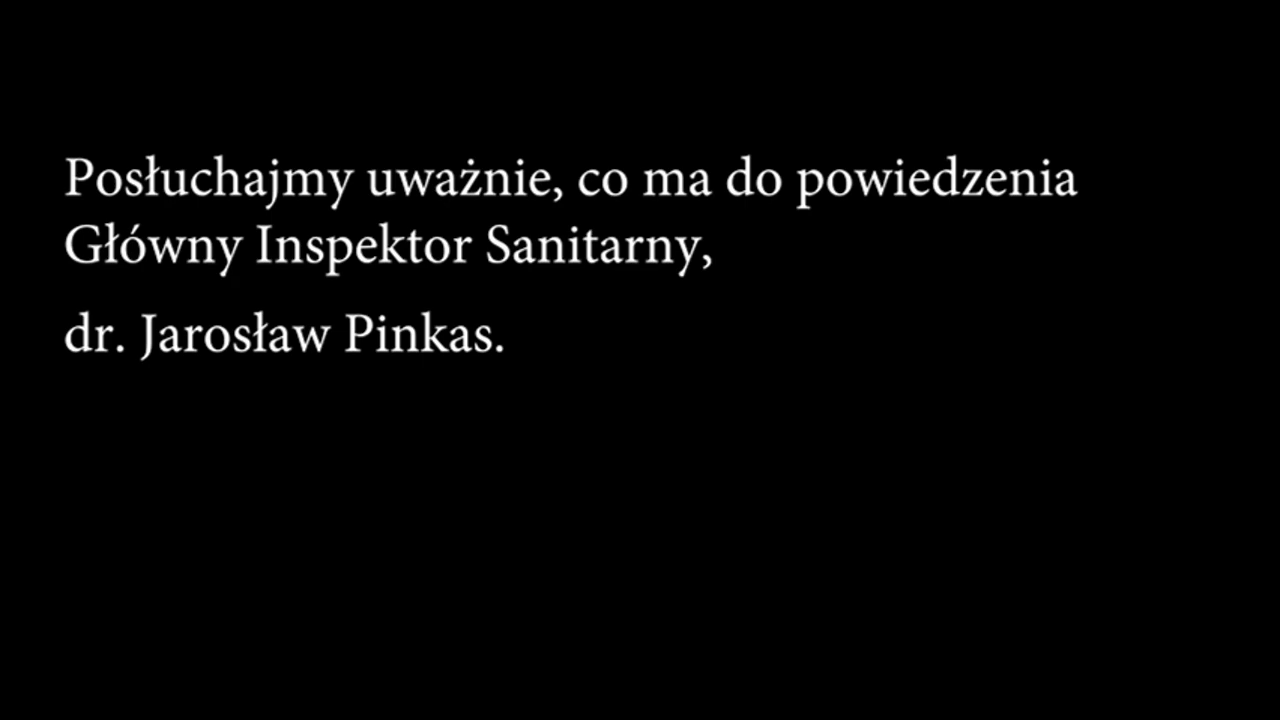 Posłuchajmy uważnie, co ma do powiedzenia
Główny Inspektor Sanitarny,
dr. Jarosław Pinkas.